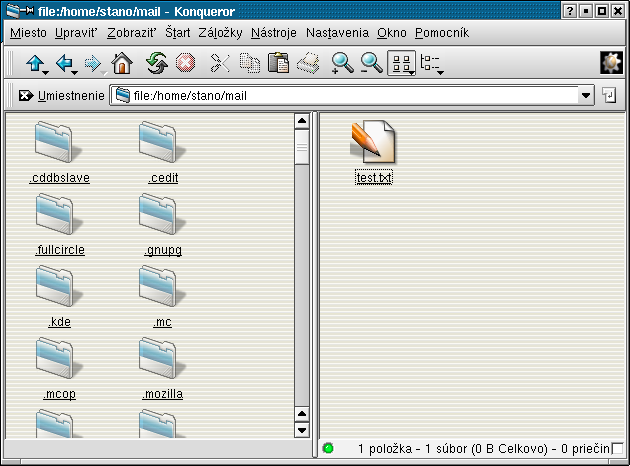 file:/home/stano/mail - Konqueror
Miesto Upraviť Zobraziť Štart Záložky Nástroje Nastavenia Okno Pomocník
Umiestnenie file:/home/stano/mail
.cddbslave .cedit
test.txt
.fullcircle .gnupg
.kde .mc
.mcop .mozilla
1 položka - 1 súbor (0 B Celkovo) - 0 priečin